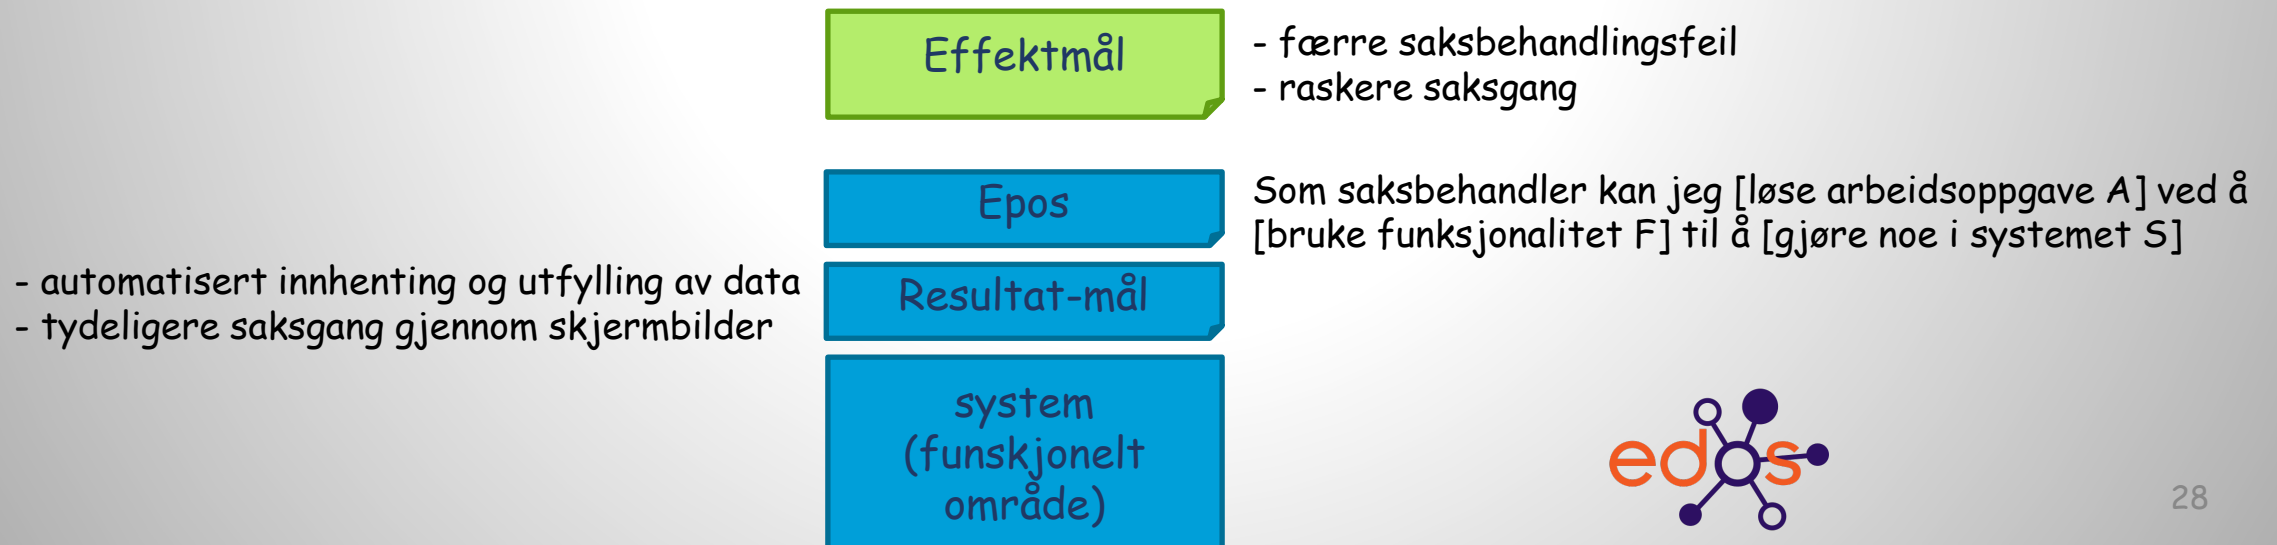 Effektmål
- færre saksbehandlingsfeil
- raskere saksgang
Epos
Som saksbehandler kan jeg [løse arbeidsoppgave A] ved å
[bruke funksjonalitet F] til å [gjøre noe i systemet S]
- automatisert innhenting og utfylling av data
- tydeligere saksgang gjennom skjermbilder
Resultat-mål
system
(funskjonelt
område)
edos
28